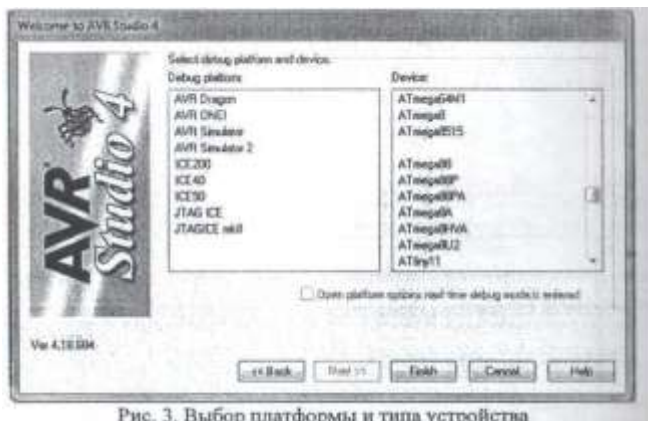 Welcome to AVR Studio 4
Select debug platform and device
Debug platform
Device:
AVR Dragon
AVR ONE!
AVR Simulator
AVR Simulator 2
ICE200
ICE40
ICE50
JTAG ICE
JTAGICE mkII
ATmega64M1
ATmega8
ATmega8515
ATmega88
ATmega88P
ATmega88PA
ATmega8A
ATmega8HVA
ATmega8U2
ATtiny11
AVR
Studio 4
Open platform options next time debug mode is entered
Ver 4.18.684
<< Back
Next >>
Finish
Cancel
Help
Рис. 3. Выбор платформы и типа устройства